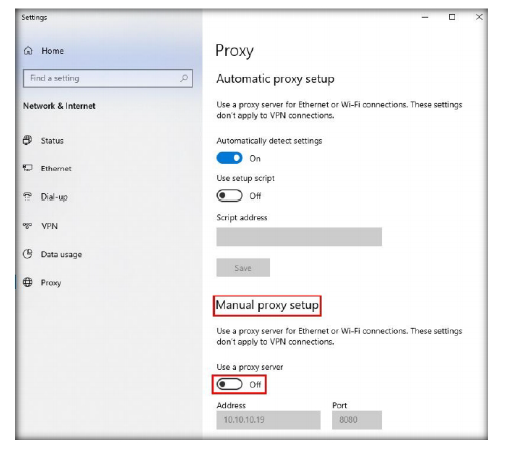 Settings
Home
Find a setting
Network & Internet
Status
Ethernet
Dial-up
VPN
Data usage
Proxy
Proxy
Automatic proxy setup
Use a proxy server for Ethernet or Wi-Fi connections. These settings
don't apply to VPN connections.
Automatically detect settings
On
Use setup script
Off
Script address
Save
Manual proxy setup
Use a proxy server for Ethernet or Wi-Fi connections. These settings
don't apply to VPN connections.
Use a proxy server
Off
Address Port
10.10.10.19 8080